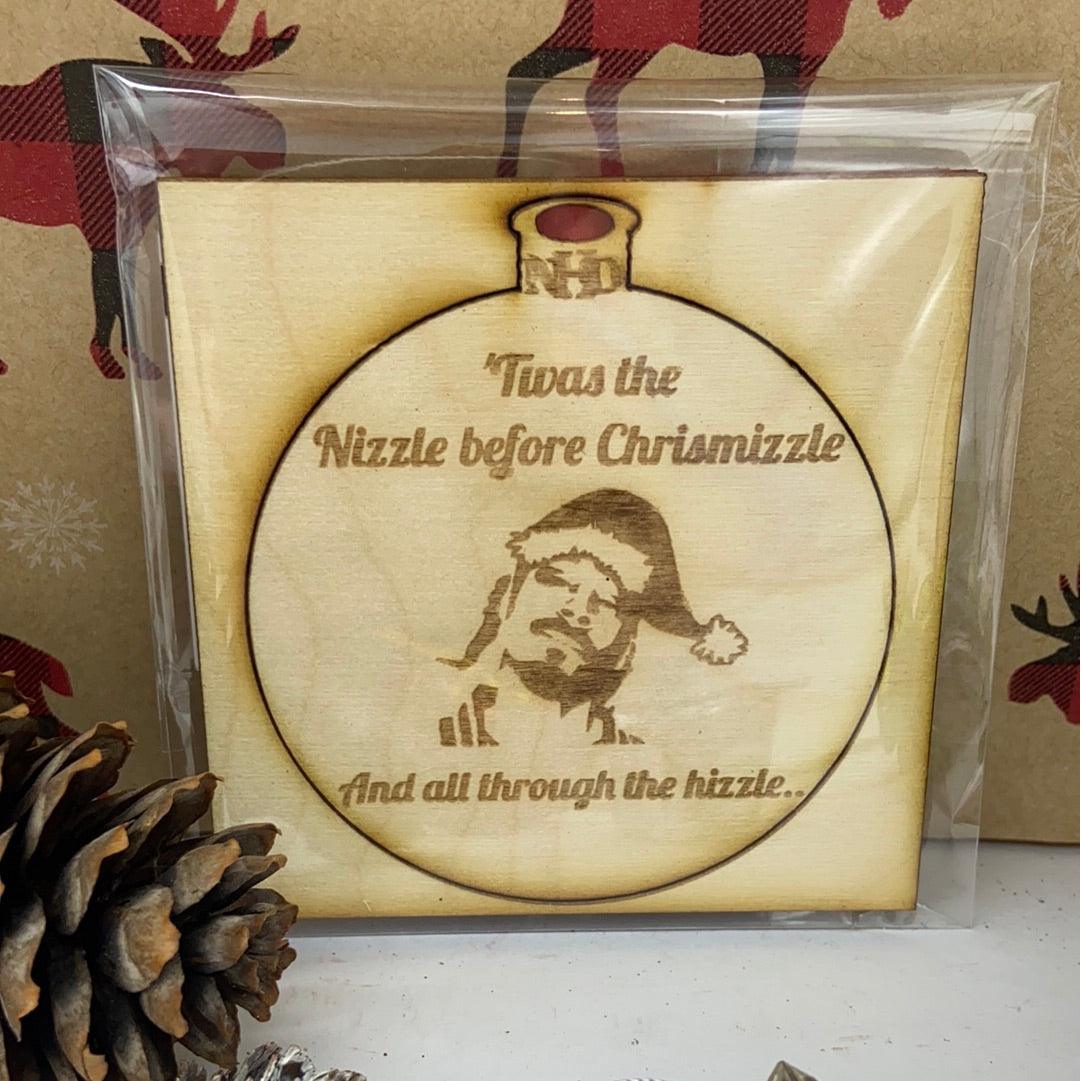 NHD
'Twas the
Nizzle before Chrismizzle
And all through the hizzle..